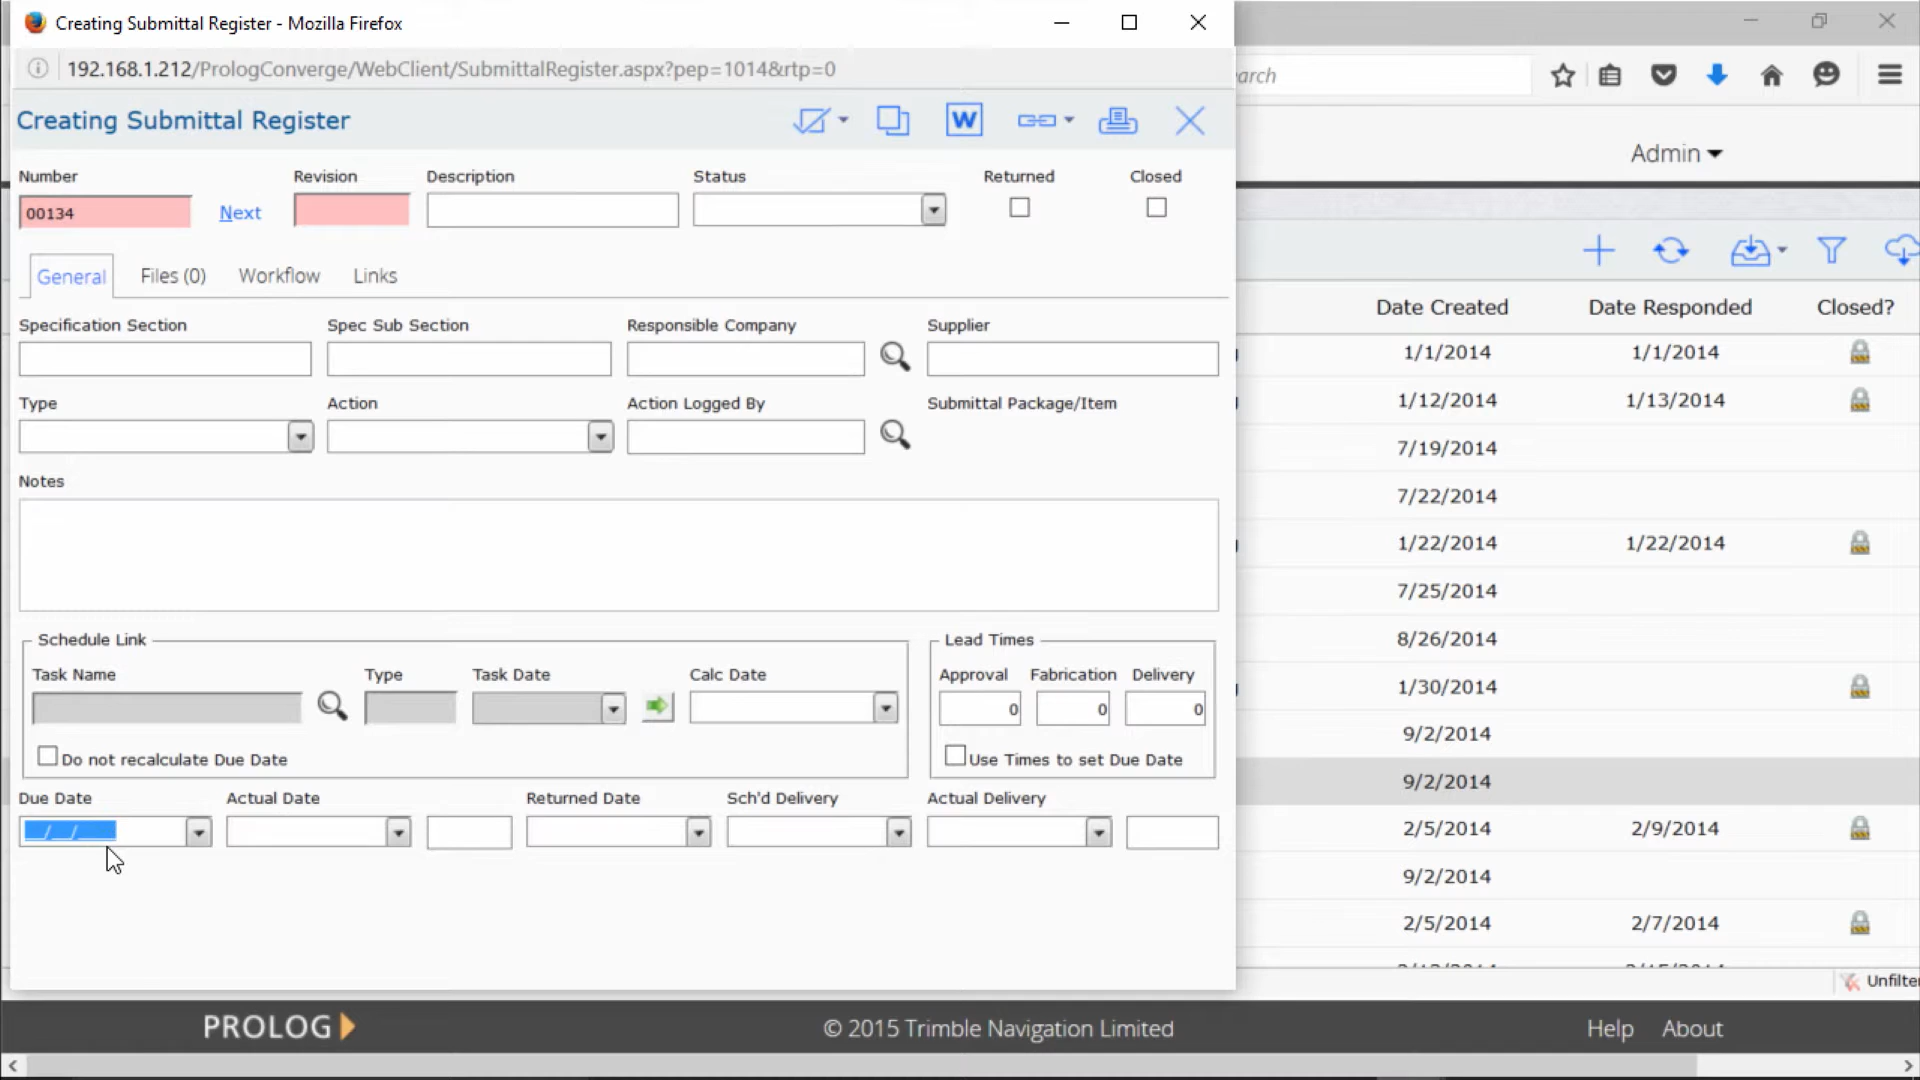 Creating Submittal Register - Mozilla Firefox
192.168.1.212/PrologConverge/WebClient/SubmittalRegister.aspx?pep=1014&rtp=0
arch
Creating Submittal Register
W
Admin
Number Revision Description Status Returned Closed
00134 Next
General Files (0) Workflow Links
Date Created Date Responded Closed?
Specification Section Spec Sub Section Responsible Company Supplier
1/1/2014 1/1/2014
Type Action Action Logged By Submittal Package/Item
1/12/2014 1/13/2014
7/19/2014
Notes
7/22/2014
1/22/2014 1/22/2014
7/25/2014
8/26/2014
Schedule Link
Lead Times
Task Name Type Task Date Calc Date
Approval Fabrication Delivery
1/30/2014
0 0 0
9/2/2014
Do not recalculate Due Date
Use Times to set Due Date
9/2/2014
Due Date Actual Date Returned Date Sch'd Delivery Actual Delivery
__/__/____
2/5/2014 2/9/2014
9/2/2014
2/5/2014 2/7/2014
Unfilter
PROLOG
© 2015 Trimble Navigation Limited
Help About